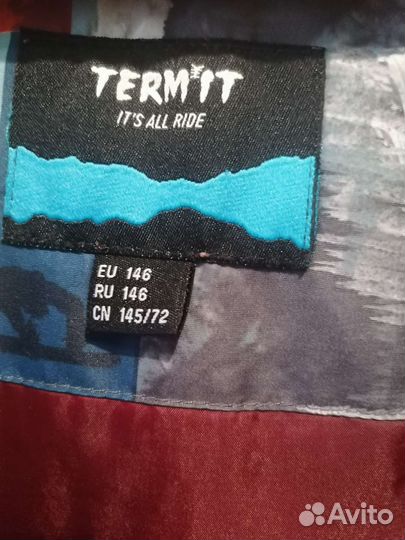 TERMIT
IT'S ALL RIDE
EU 146
RU 146
CN 145/72
Avito